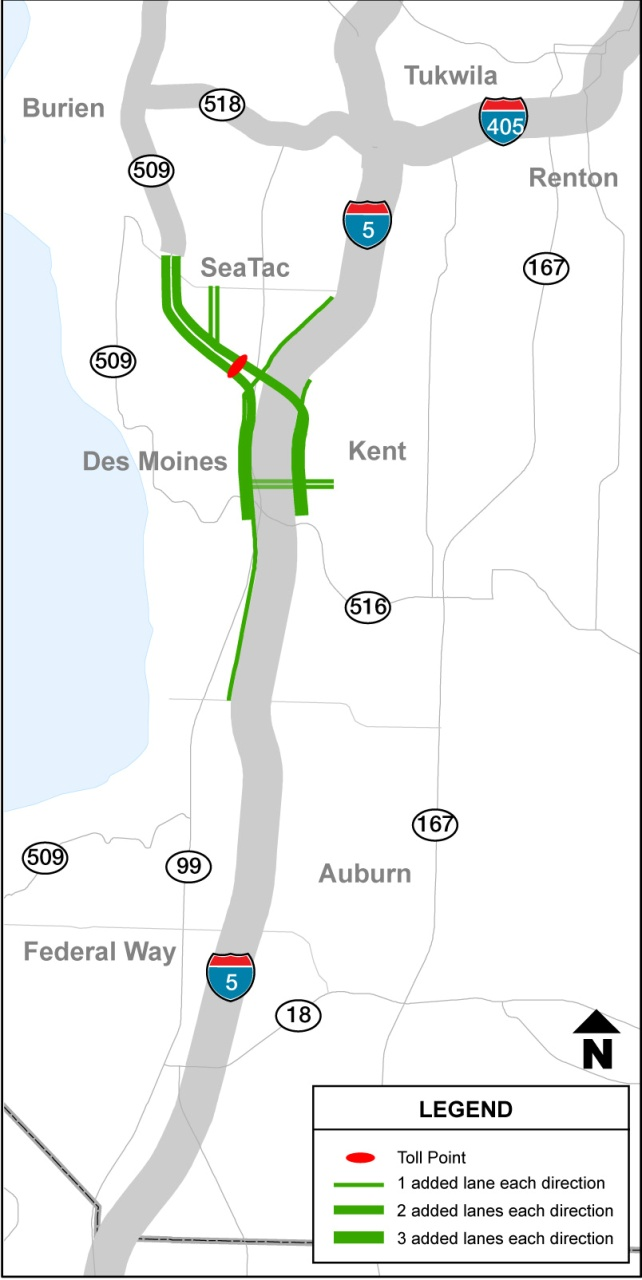 Tukwila
Burien
518
405
509
Renton
5
SeaTac
167
509
Des Moines
Kent
516
167
509
99
Auburn
Federal Way
5
18
N
LEGEND
Toll Point
1 added lane each direction
2 added lanes each direction
3 added lanes each direction